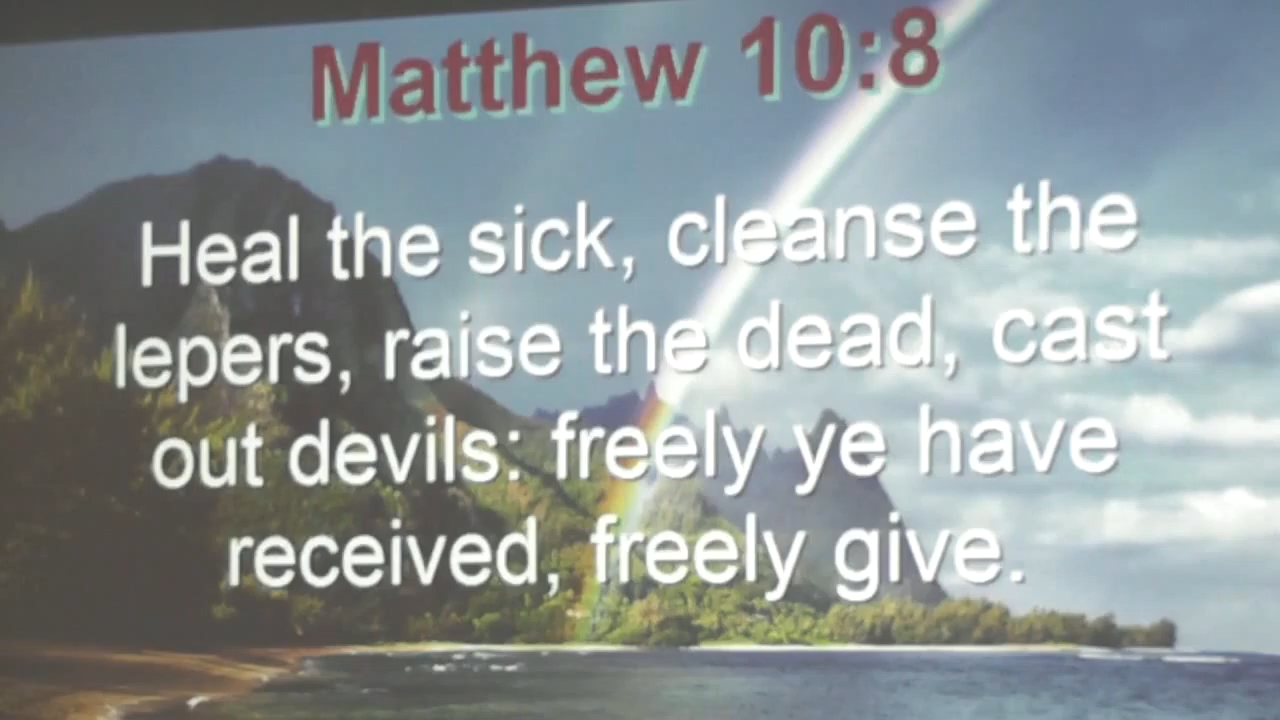 Matthew 10:8
Heal the sick, cleanse the
lepers, raise the dead, cast
out devils: freely ye have
received, freely give.